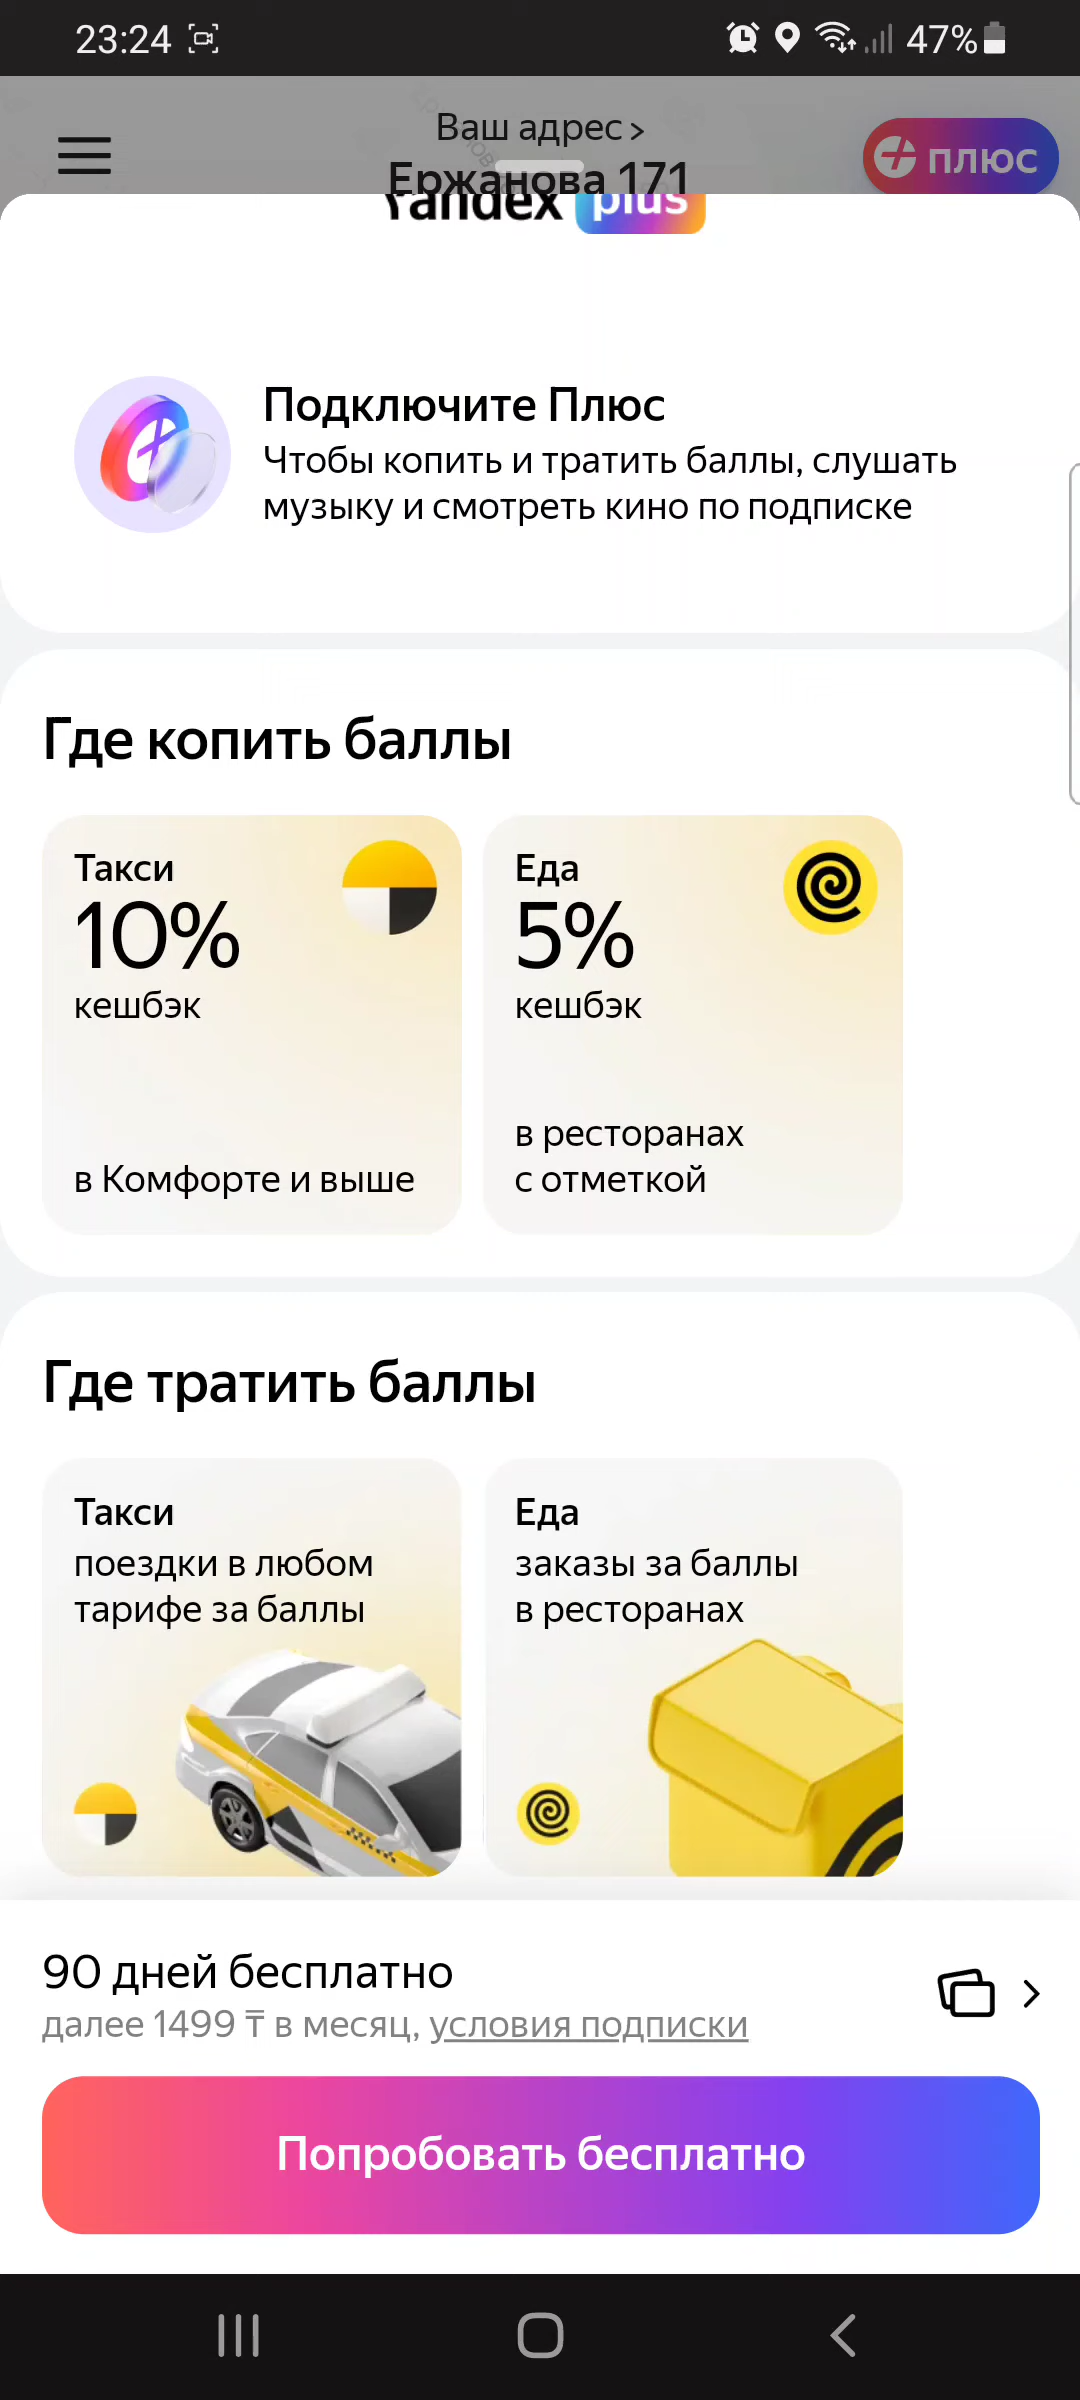 23:24
47%
Ваш адрес >
Ержанова 171
плюс
Yandex plus
Подключите Плюс
Чтобы копить и тратить баллы, слушать
музыку и смотреть кино по подписке
Где копить баллы
Такси
10%
кешбэк
в Комфорте и выше
Еда
5%
кешбэк
в ресторанах
с отметкой
Где тратить баллы
Такси
поездки в любом
тарифе за баллы
Еда
заказы за баллы
в ресторанах
90 дней бесплатно
далее 1499 ₸ в месяц, условия подписки
Попробовать бесплатно